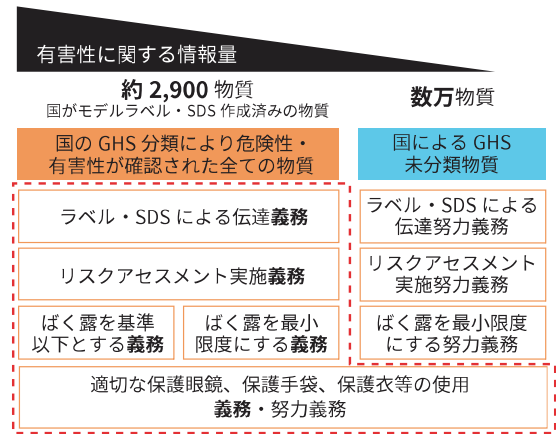 有害性に関する情報量
約 2,900 物質
国がモデルラベル・SDS 作成済みの物質
数万物質
国の GHS 分類により危険性・
有害性が確認された全ての物質
国による GHS
未分類物質
ラベル・SDS による伝達義務
ラベル・SDS による
伝達努力義務
リスクアセスメント実施義務
リスクアセスメント
実施努力義務
ばく露を基準
以下とする義務
ばく露を最小
限度にする義務
ばく露を最小限度
にする努力義務
適切な保護眼鏡、保護手袋、保護衣等の使用
義務・努力義務